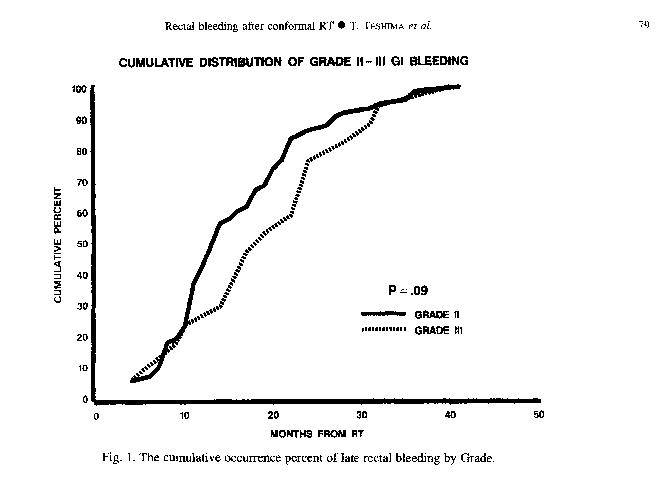 Rectal bleeding after conformal RT ● T. TESHIMA et al.
79
CUMULATIVE DISTRIBUTION OF GRADE II-III GI BLEEDING
CUMULATIVE PERCENT
100
90
80
70
60
50
40
30
20
10
0
P = .09
GRADE II
GRADE III
0 10 20 30 40 50
MONTHS FROM RT
Fig. 1. The cumulative occurrence percent of late rectal bleeding by Grade.